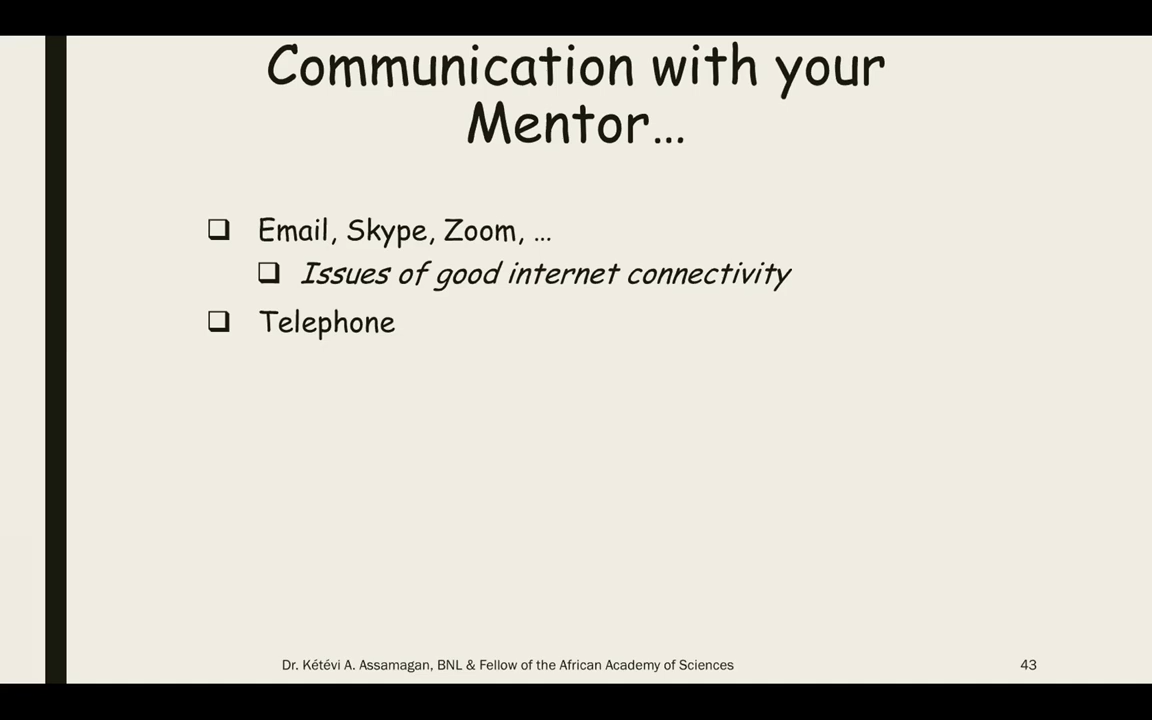 Communication with your
Mentor...
❑ Email, Skype, Zoom, ...
❑ Issues of good internet connectivity
❑ Telephone
Dr. Kétévi A. Assamagan, BNL & Fellow of the African Academy of Sciences
43